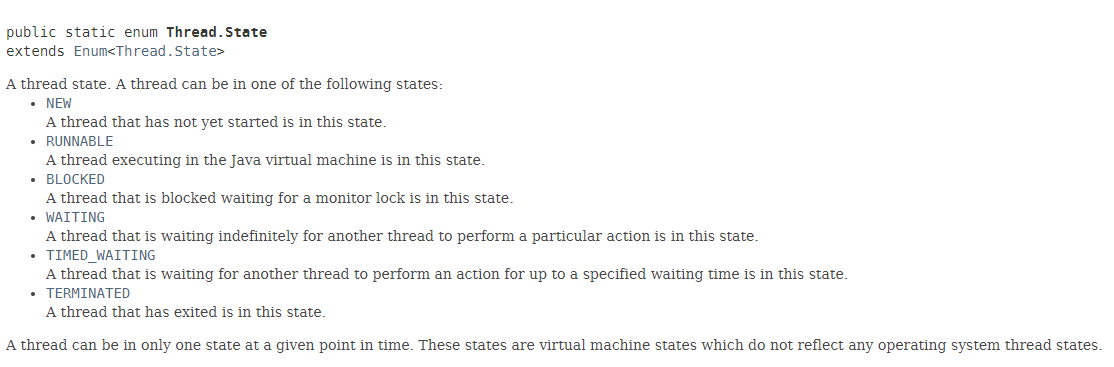 public static enum Thread.State
extends Enum<Thread.State>
A thread state. A thread can be in one of the following states:
• NEW
A thread that has not yet started is in this state.
• RUNNABLE
A thread executing in the Java virtual machine is in this state.
• BLOCKED
A thread that is blocked waiting for a monitor lock is in this state.
• WAITING
A thread that is waiting indefinitely for another thread to perform a particular action is in this state.
• TIMED_WAITING
A thread that is waiting for another thread to perform an action for up to a specified waiting time is in this state.
• TERMINATED
A thread that has exited is in this state.
A thread can be in only one state at a given point in time. These states are virtual machine states which do not reflect any operating system thread states.